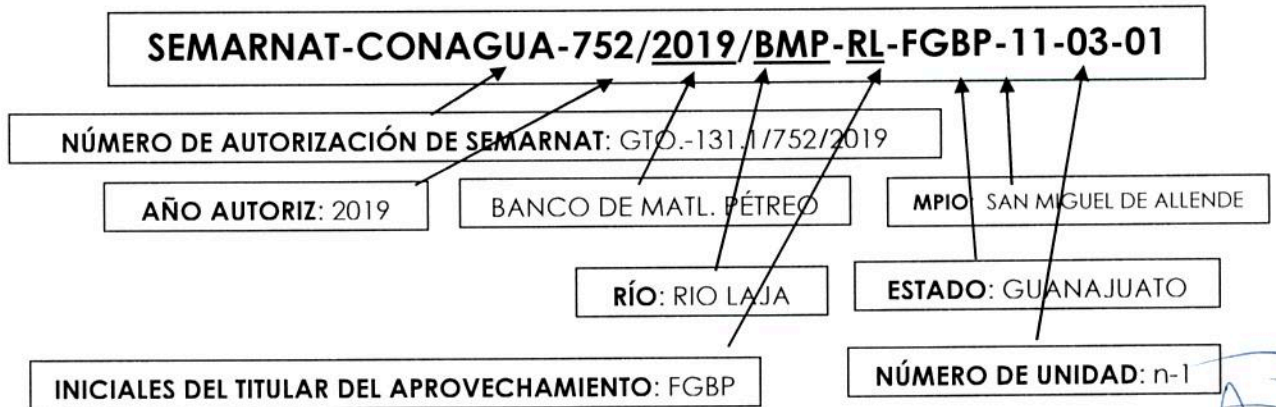 SEMARNAT-CONAGUA-752/2019/BMP-RL-FGBP-11-03-01
NÚMERO DE AUTORIZACIÓN DE SEMARNAT: GTO.-131.1/752/2019
AÑO AUTORIZ: 2019
BANCO DE MATL. PÉTREO
MPIO: SAN MIGUEL DE ALLENDE
RÍO: RIO LAJA
ESTADO: GUANAJUATO
INICIALES DEL TITULAR DEL APROVECHAMIENTO: FGBP
NÚMERO DE UNIDAD: n-1